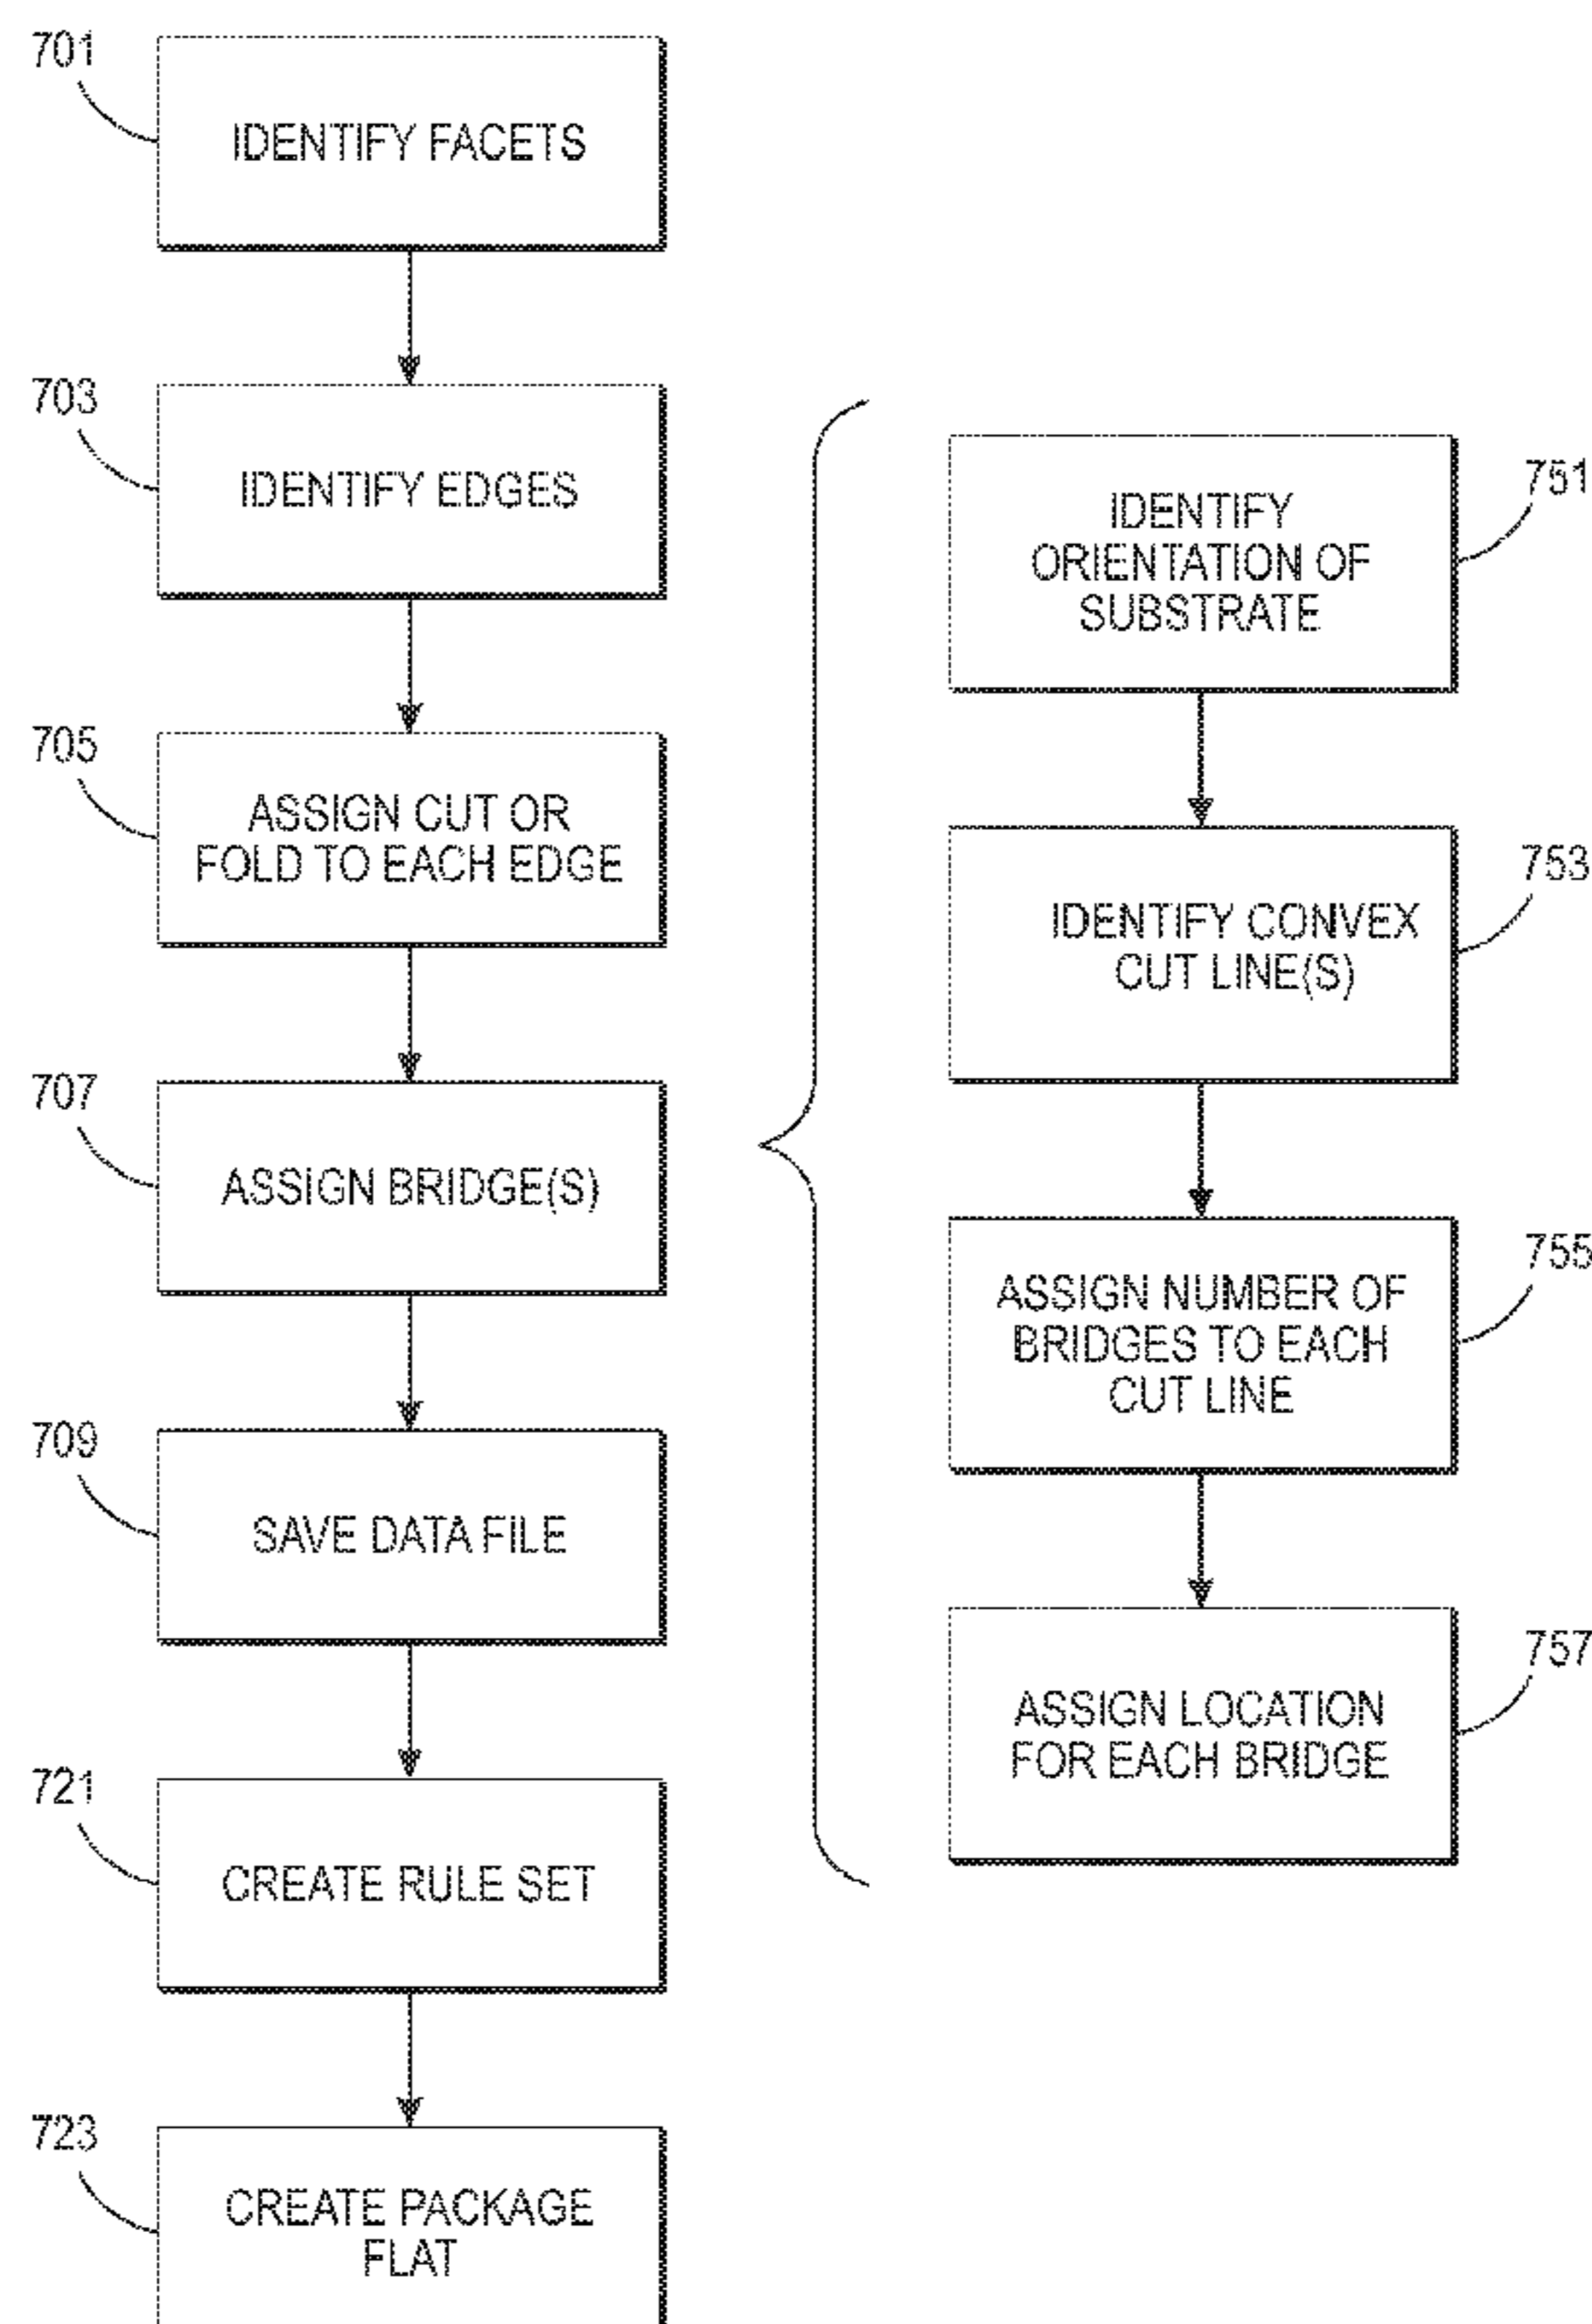 701
IDENTIFY FACETS
703
IDENTIFY EDGES
705
ASSIGN CUT OR
FOLD TO EACH EDGE
707
ASSIGN BRIDGE(S)
709
SAVE DATA FILE
721
CREATE RULE SET
723
CREATE PACKAGE
FLAT
751
IDENTIFY
ORIENTATION OF
SUBSTRATE
753
IDENTIFY CONVEX
CUT LINE(S)
755
ASSIGN NUMBER OF
BRIDGES TO EACH
CUT LINE
757
ASSIGN LOCATION
FOR EACH BRIDGE